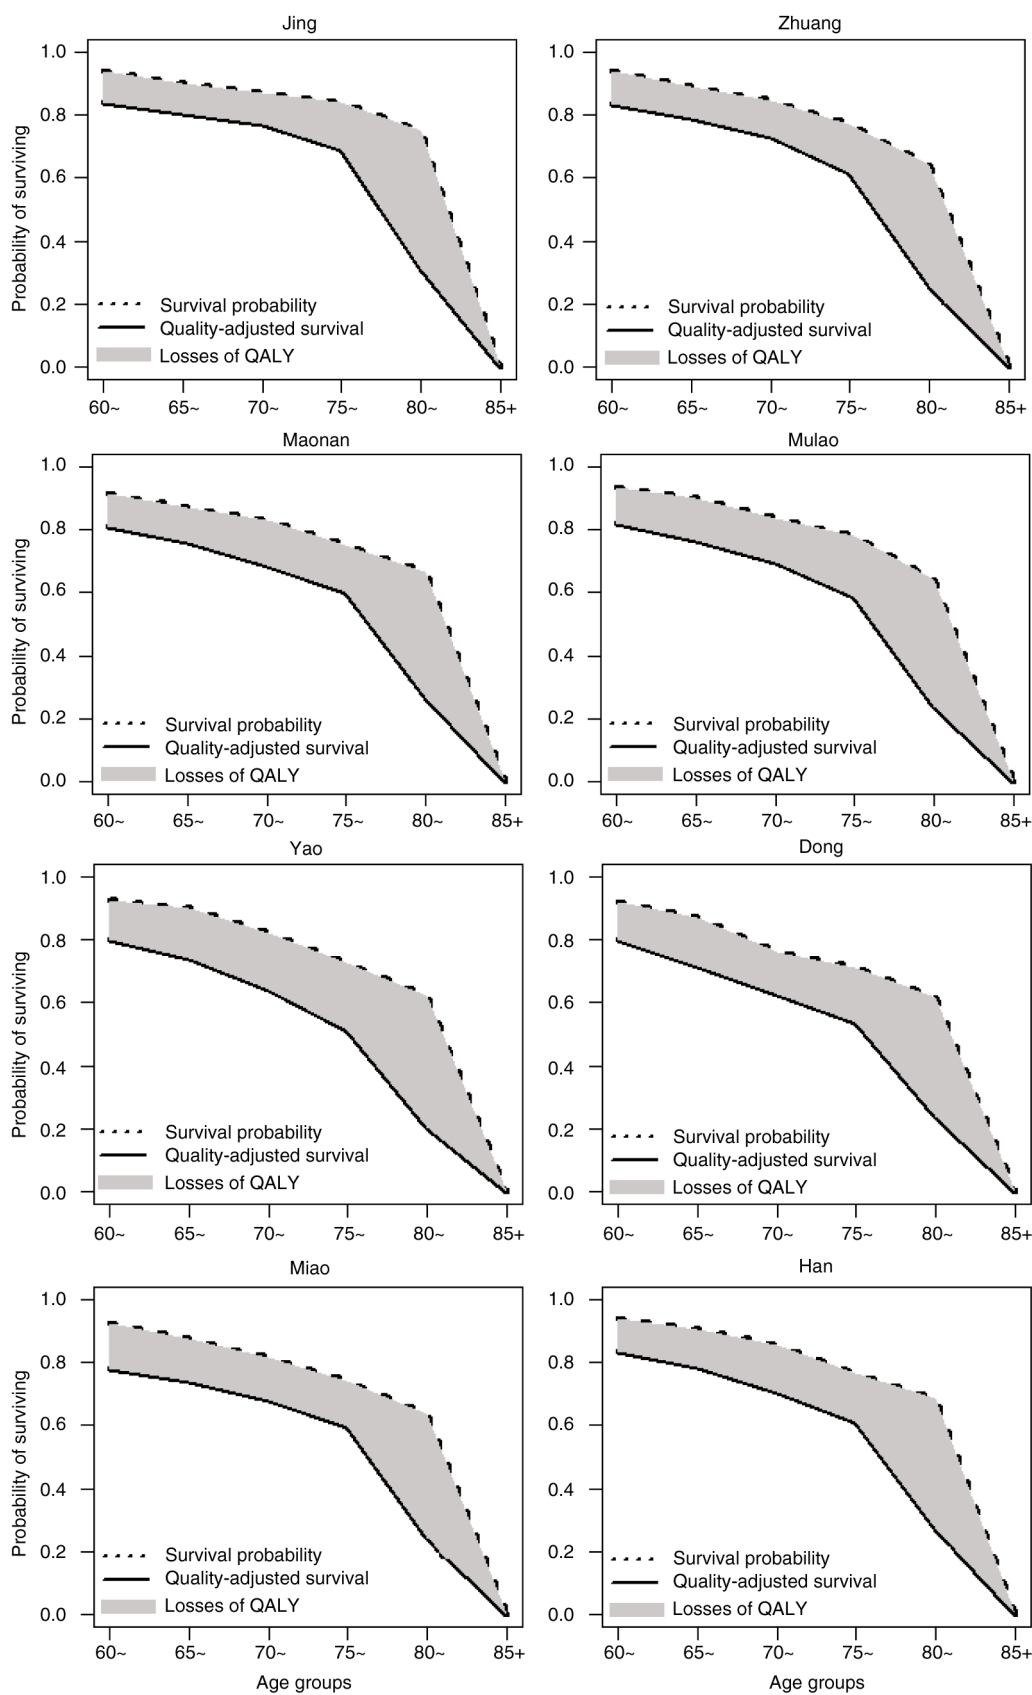 Jing
Probability of surviving
1.0
0.8
0.6
0.4
0.2
0.0
Survival probability
Quality-adjusted survival
Losses of QALY
60~ 65~ 70~ 75~ 80~ 85+
Zhuang
1.0
0.8
0.6
0.4
0.2
0.0
Survival probability
Quality-adjusted survival
Losses of QALY
60~ 65~ 70~ 75~ 80~ 85+
Maonan
Probability of surviving
1.0
0.8
0.6
0.4
0.2
0.0
Survival probability
Quality-adjusted survival
Losses of QALY
60~ 65~ 70~ 75~ 80~ 85+
Mulao
1.0
0.8
0.6
0.4
0.2
0.0
Survival probability
Quality-adjusted survival
Losses of QALY
60~ 65~ 70~ 75~ 80~ 85+
Yao
Probability of surviving
1.0
0.8
0.6
0.4
0.2
0.0
Survival probability
Quality-adjusted survival
Losses of QALY
60~ 65~ 70~ 75~ 80~ 85+
Dong
1.0
0.8
0.6
0.4
0.2
0.0
Survival probability
Quality-adjusted survival
Losses of QALY
60~ 65~ 70~ 75~ 80~ 85+
Miao
Probability of surviving
1.0
0.8
0.6
0.4
0.2
0.0
Survival probability
Quality-adjusted survival
Losses of QALY
60~ 65~ 70~ 75~ 80~ 85+
Age groups
Han
1.0
0.8
0.6
0.4
0.2
0.0
Survival probability
Quality-adjusted survival
Losses of QALY
60~ 65~ 70~ 75~ 80~ 85+
Age groups